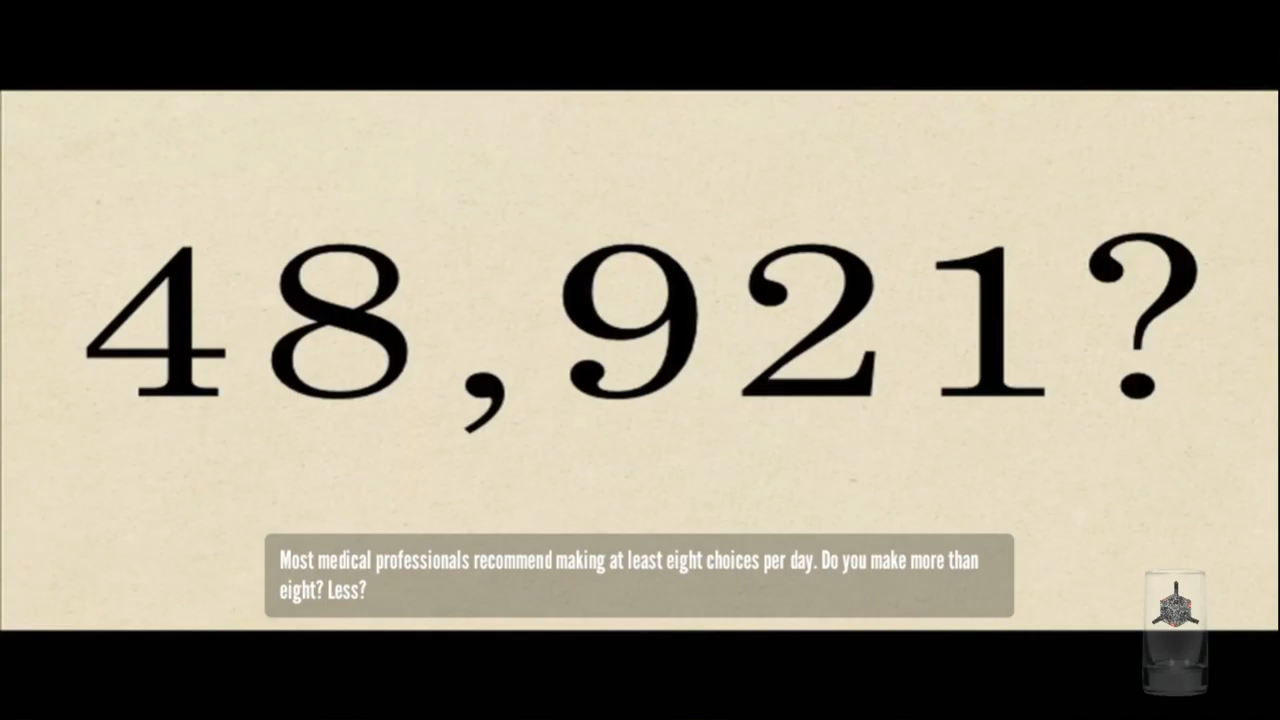 48,921?
Most medical professionals recommend making at least eight choices per day. Do you make more than
eight? Less?